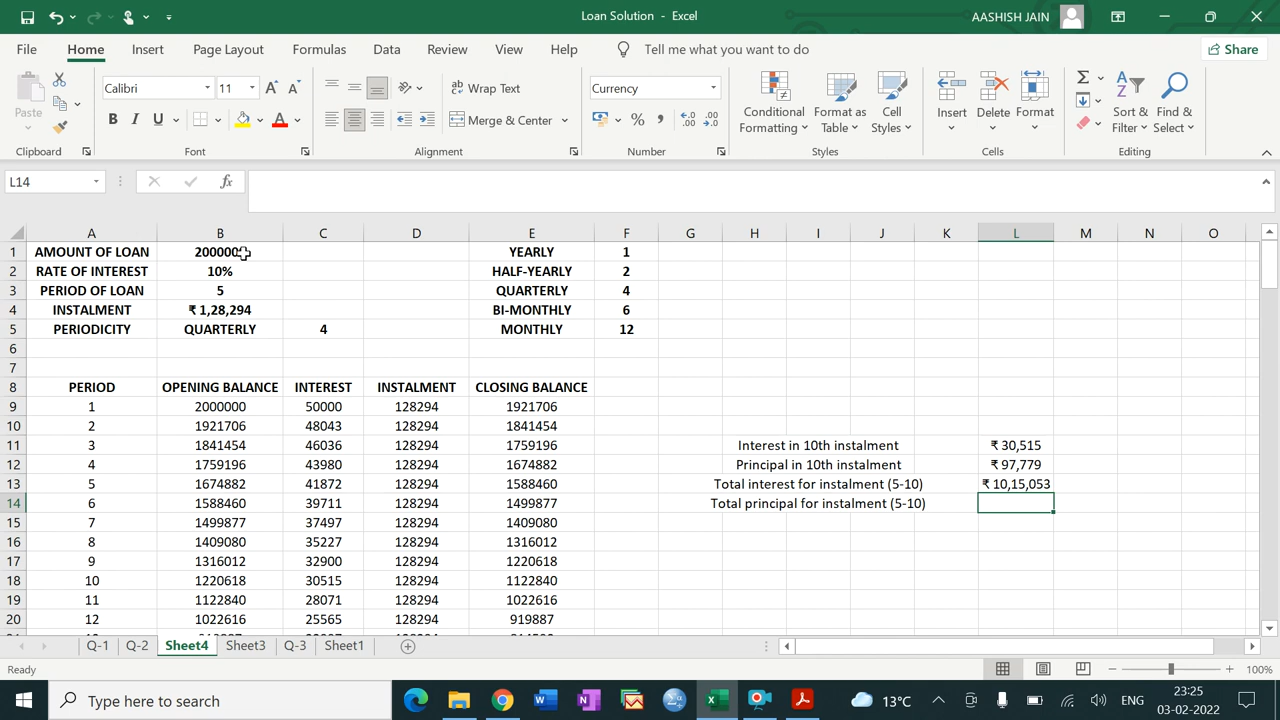 Loan Solution - Excel
AASHISH JAIN
File Home Insert Page Layout Formulas Data Review View Help Tell me what you want to do Share
Calibri 11 A A Wrap Text Currency
Paste B I U A Merge & Center % , Conditional Formatting Format as Table Cell Styles Insert Delete Format Sort & Filter Find & Select
Clipboard Font Alignment Number Styles Cells Editing
L14 fx
A B C D E F G H I J K L M N O
1 AMOUNT OF LOAN 2000000 YEARLY 1
2 RATE OF INTEREST 10% HALF-YEARLY 2
3 PERIOD OF LOAN 5 QUARTERLY 4
4 INSTALMENT ₹ 1,28,294 BI-MONTHLY 6
5 PERIODICITY QUARTERLY 4 MONTHLY 12
6
7
8 PERIOD OPENING BALANCE INTEREST INSTALMENT CLOSING BALANCE
9 1 2000000 50000 128294 1921706
10 2 1921706 48043 128294 1841454
11 3 1841454 46036 128294 1759196 Interest in 10th instalment ₹ 30,515
12 4 1759196 43980 128294 1674882 Principal in 10th instalment ₹ 97,779
13 5 1674882 41872 128294 1588460 Total interest for instalment (5-10) ₹ 10,15,053
14 6 1588460 39711 128294 1499877 Total principal for instalment (5-10)
15 7 1499877 37497 128294 1409080
16 8 1409080 35227 128294 1316012
17 9 1316012 32900 128294 1220618
18 10 1220618 30515 128294 1122840
19 11 1122840 28071 128294 1022616
20 12 1022616 25565 128294 919887
Q-1 Q-2 Sheet4 Sheet3 Q-3 Sheet1
Ready 100%
Type here to search 13°C ENG 23:25
03-02-2022